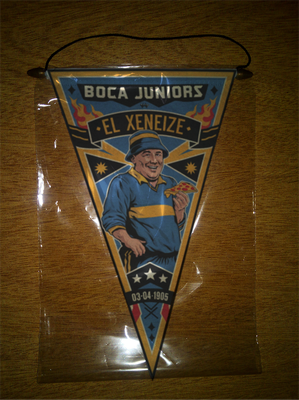 BOCA JUNIORS
EL XENEIZE
03-04-1905